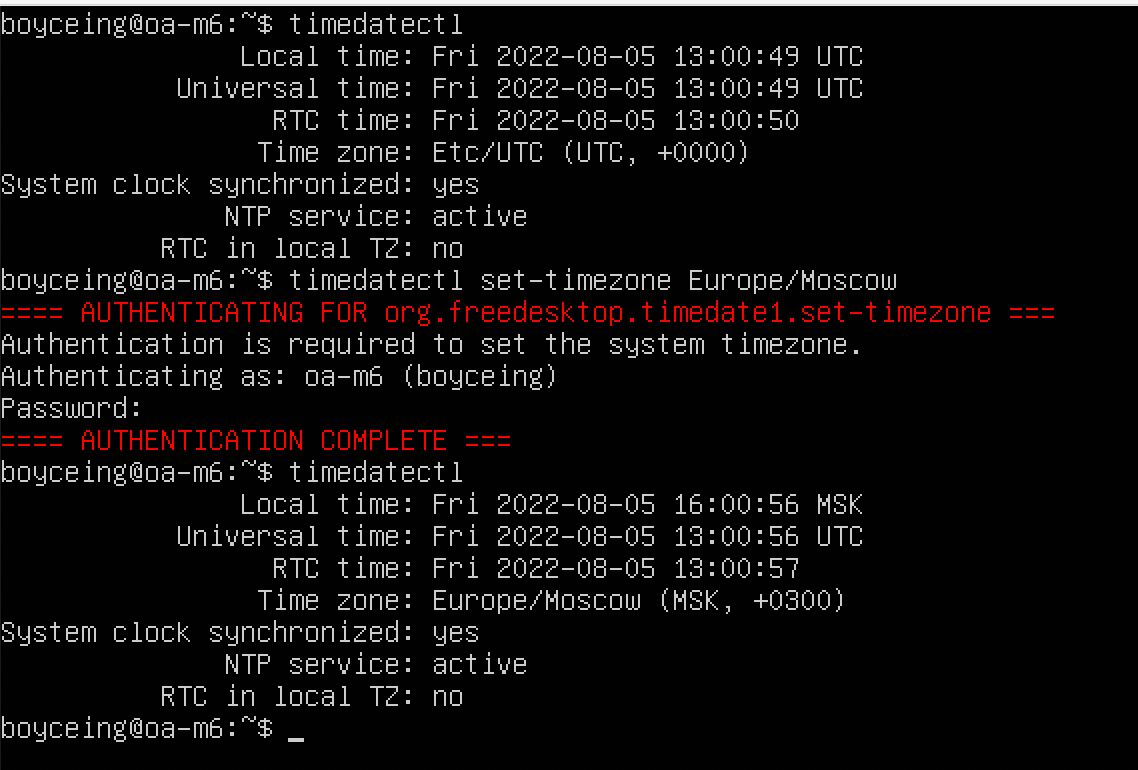 boyceing@oa-m6:~$ timedatectl
               Local time: Fri 2022-08-05 13:00:49 UTC
           Universal time: Fri 2022-08-05 13:00:49 UTC
                 RTC time: Fri 2022-08-05 13:00:50
                Time zone: Etc/UTC (UTC, +0000)
System clock synchronized: yes
              NTP service: active
          RTC in local TZ: no
boyceing@oa-m6:~$ timedatectl set-timezone Europe/Moscow
==== AUTHENTICATING FOR org.freedesktop.timedate1.set-timezone ===
Authentication is required to set the system timezone.
Authenticating as: oa-m6 (boyceing)
Password:
==== AUTHENTICATION COMPLETE ===
boyceing@oa-m6:~$ timedatectl
               Local time: Fri 2022-08-05 16:00:56 MSK
           Universal time: Fri 2022-08-05 13:00:56 UTC
                 RTC time: Fri 2022-08-05 13:00:57
                Time zone: Europe/Moscow (MSK, +0300)
System clock synchronized: yes
              NTP service: active
          RTC in local TZ: no
boyceing@oa-m6:~$ _